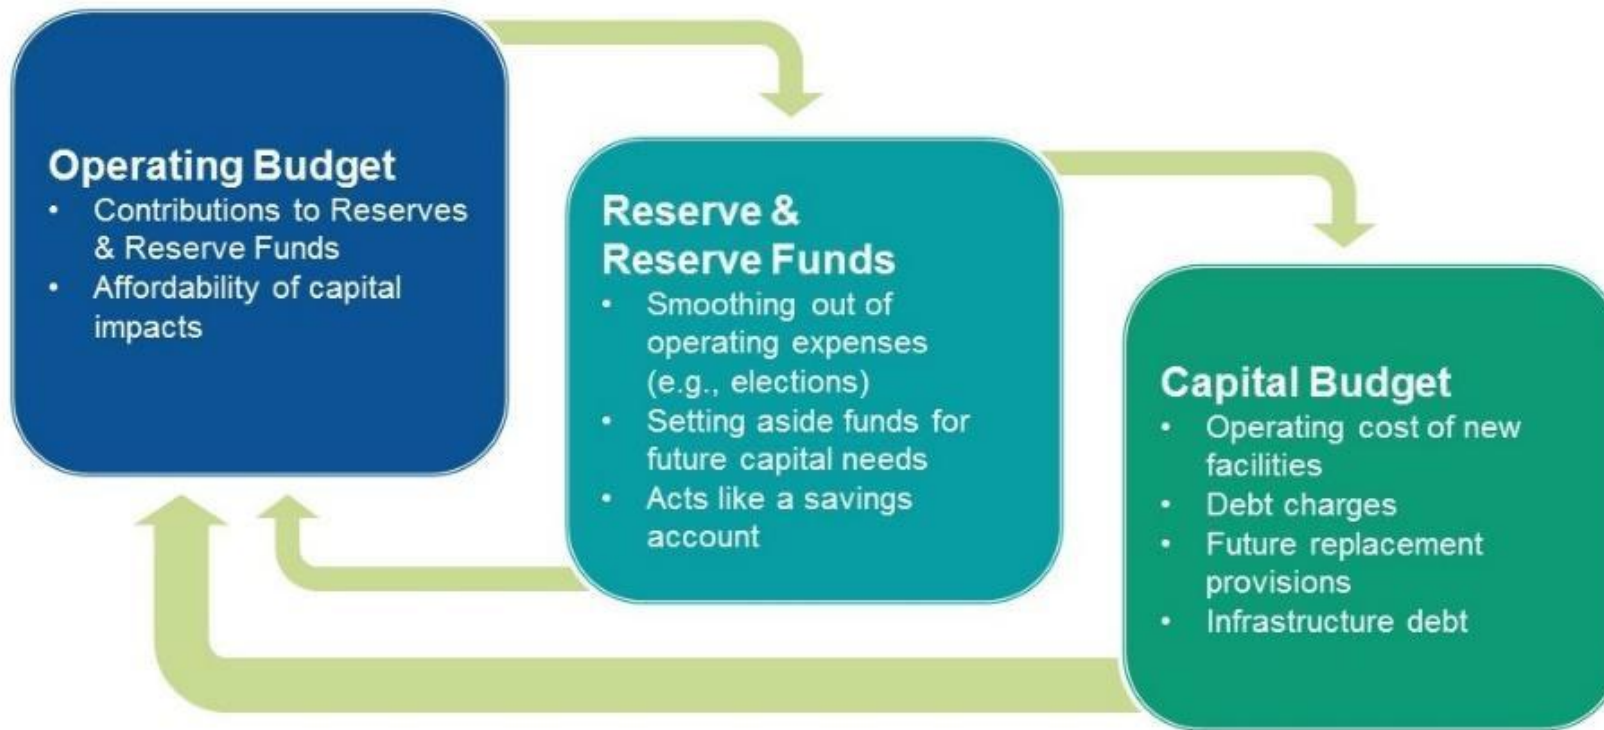 Operating Budget
• Contributions to Reserves
& Reserve Funds
• Affordability of capital
impacts
Reserve &
Reserve Funds
• Smoothing out of
operating expenses
(e.g., elections)
• Setting aside funds for
future capital needs
• Acts like a savings
account
Capital Budget
• Operating cost of new
facilities
• Debt charges
• Future replacement
provisions
• Infrastructure debt